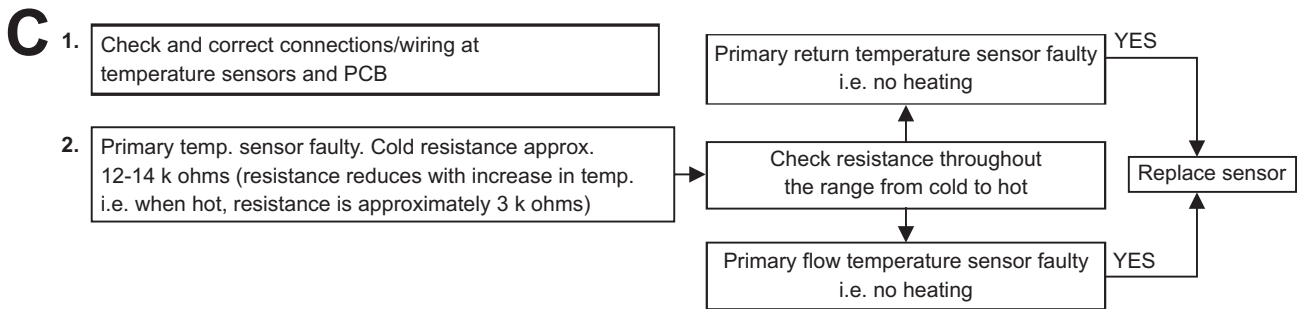 C
1. Check and correct connections/wiring at
temperature sensors and PCB
2. Primary temp. sensor faulty. Cold resistance approx.
12-14 k ohms (resistance reduces with increase in temp.
i.e. when hot, resistance is approximately 3 k ohms)
Primary return temperature sensor faulty
i.e. no heating
YES
Check resistance throughout
the range from cold to hot
Primary flow temperature sensor faulty
i.e. no heating
YES
Replace sensor